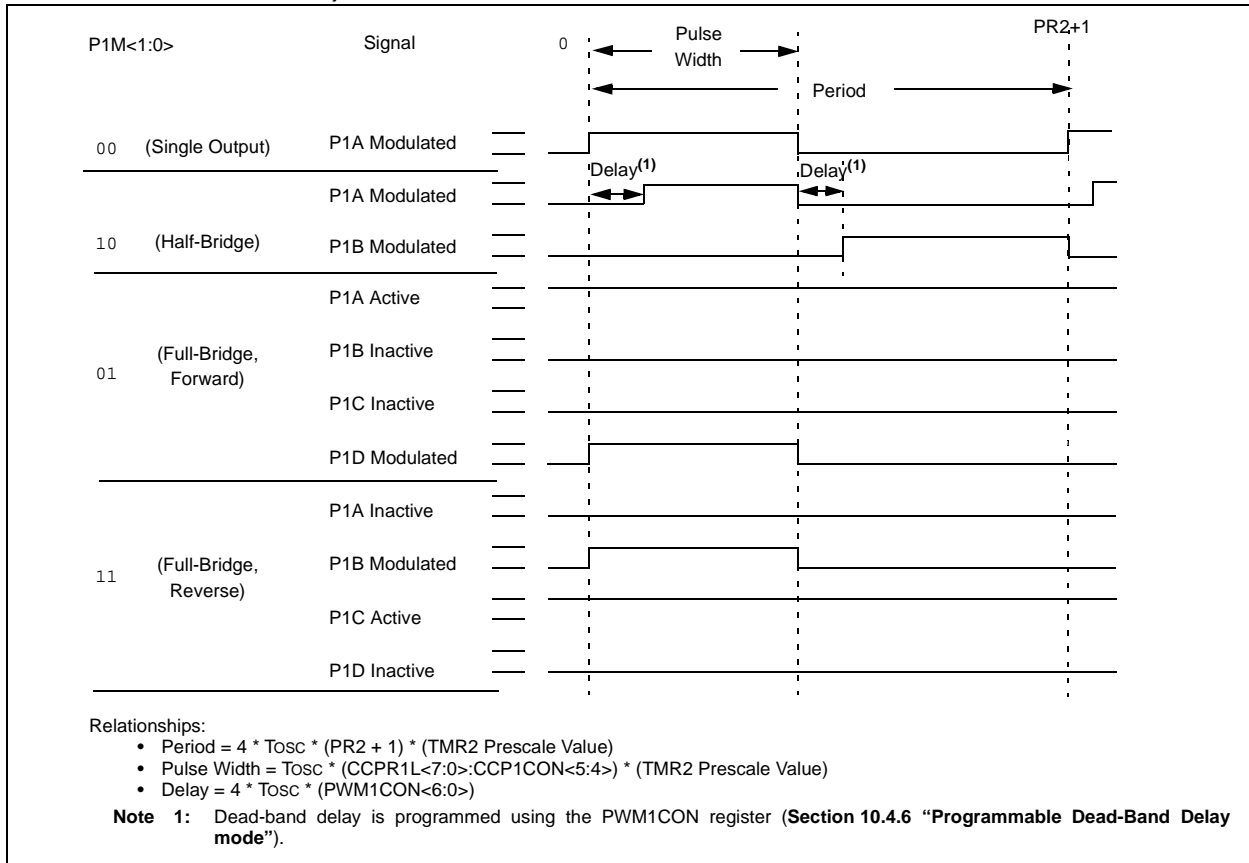 P1M<1:0> Signal 0 Pulse Width PR2+1
Period
00 (Single Output) P1A Modulated
Delay(1) Delay(1)
P1A Modulated
10 (Half-Bridge) P1B Modulated
P1A Active
P1B Inactive
01 (Full-Bridge, Forward)
P1C Inactive
P1D Modulated
P1A Inactive
P1B Modulated
11 (Full-Bridge, Reverse)
P1C Active
P1D Inactive
Relationships:
• Period = 4 * TOSC * (PR2 + 1) * (TMR2 Prescale Value)
• Pulse Width = TOSC * (CCPR1L<7:0>:CCP1CON<5:4>) * (TMR2 Prescale Value)
• Delay = 4 * TOSC * (PWM1CON<6:0>)
Note 1: Dead-band delay is programmed using the PWM1CON register (Section 10.4.6 “Programmable Dead-Band Delay
mode”).